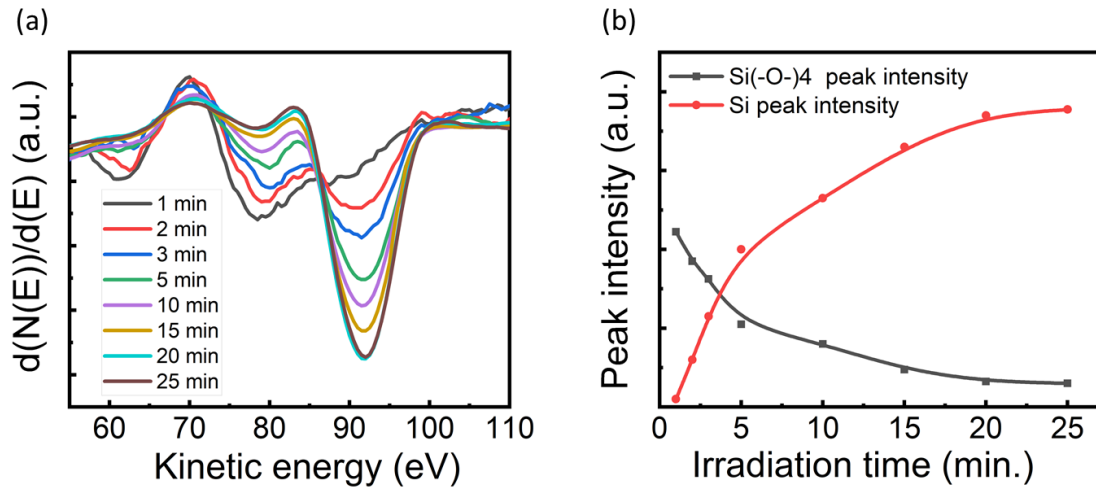 (a)
d(N(E))/d(E) (a.u.)
1 min
2 min
3 min
5 min
10 min
15 min
20 min
25 min
60 70 80 90 100 110
Kinetic energy (eV)
(b)
Peak intensity (a.u.)
Si(-O-)4 peak intensity
Si peak intensity
0 5 10 15 20 25
Irradiation time (min.)